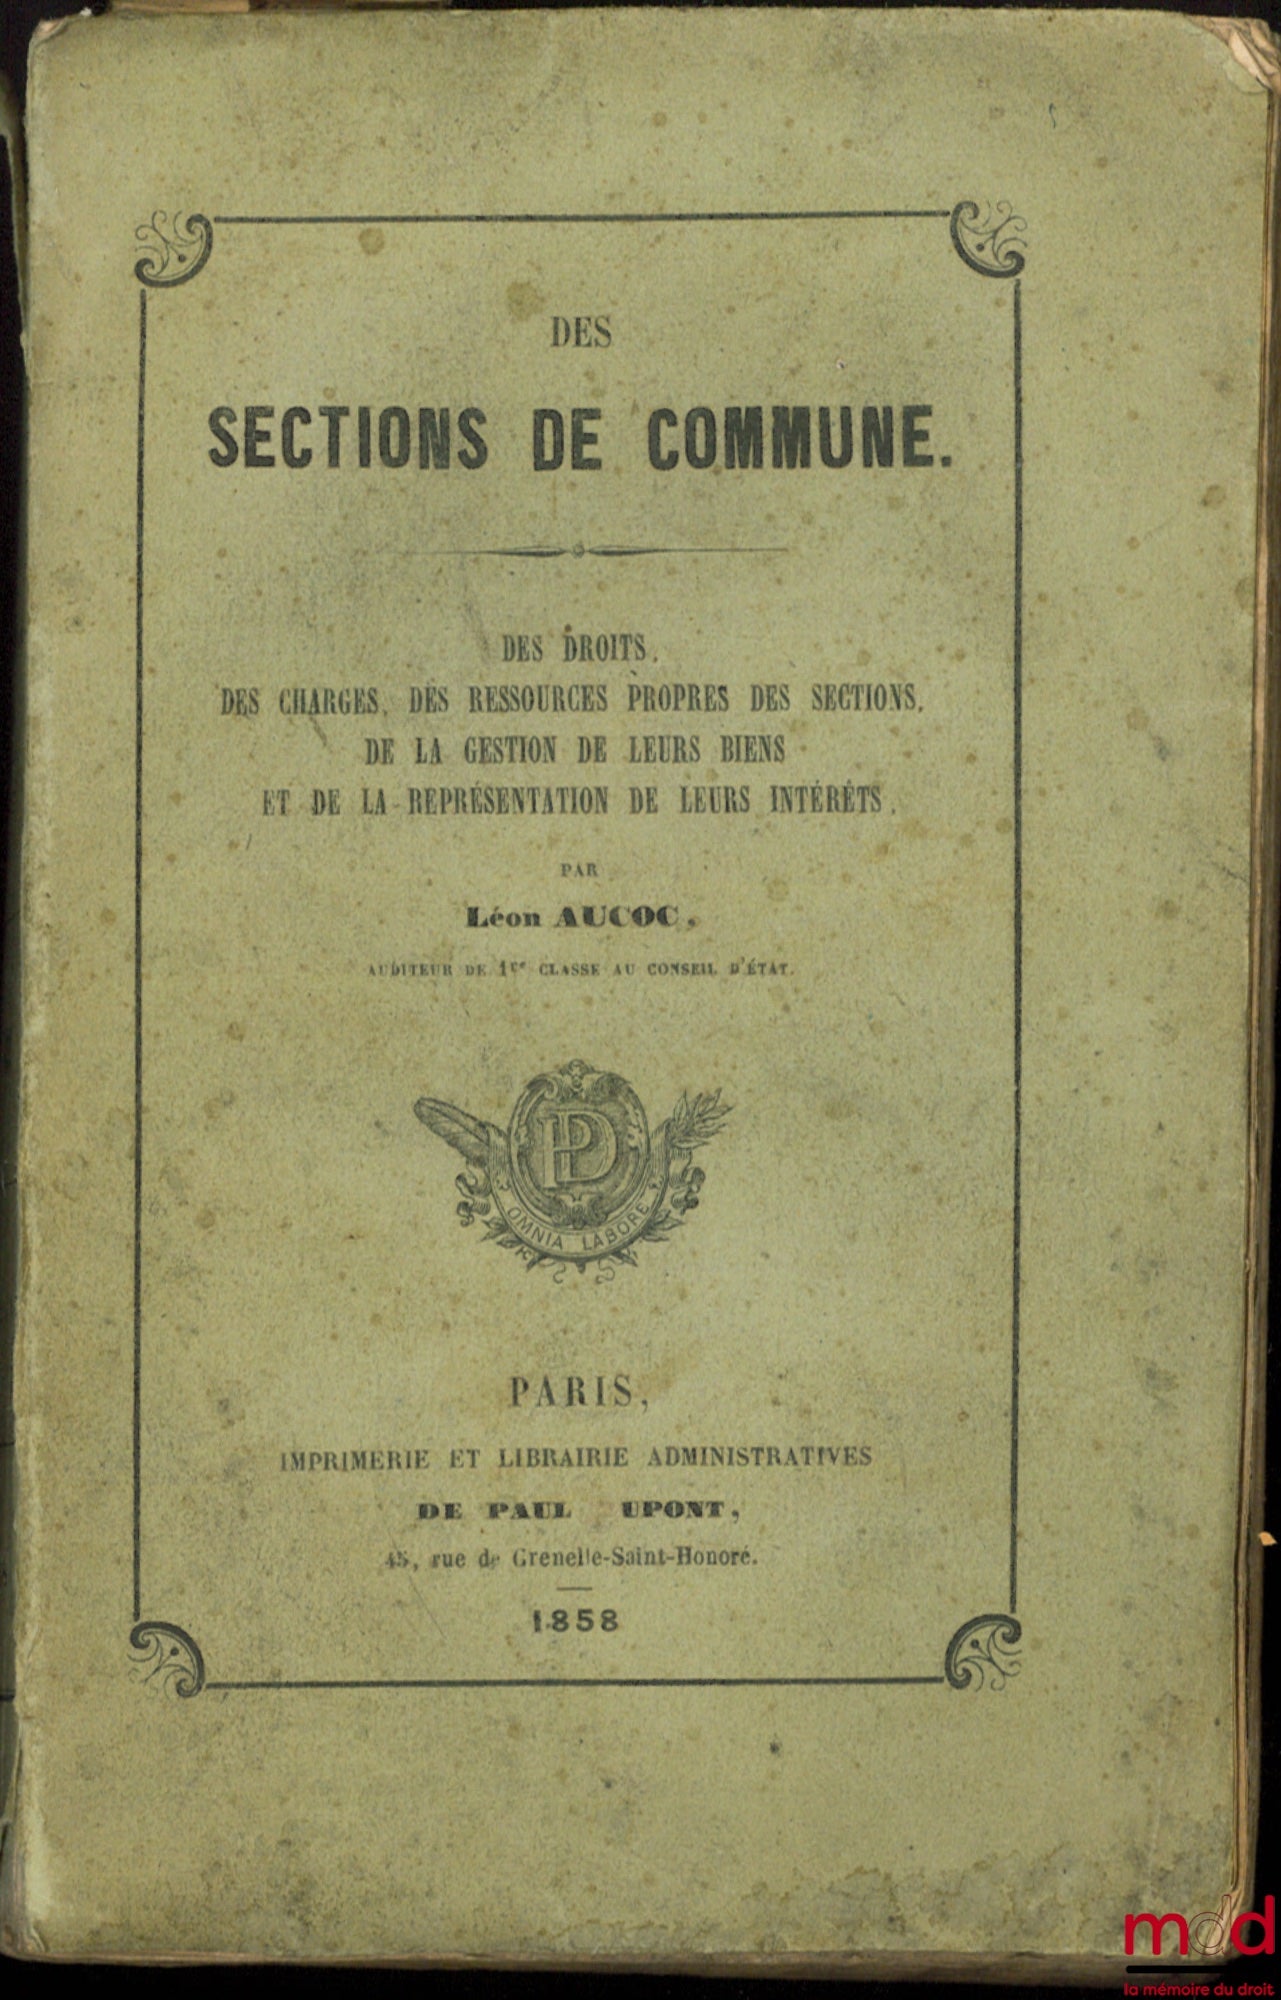 DES
SECTIONS DE COMMUNE.
DES DROITS,
DES CHARGES, DES RESSOURCES PROPRES DES SECTIONS,
DE LA GESTION DE LEURS BIENS
ET DE LA REPRÉSENTATION DE LEURS INTÉRÊTS,
PAR
Léon AUCOC,
AUDITEUR DE 1re CLASSE AU CONSEIL D'ÉTAT.
PD
OMNIA LABORE
PARIS,
IMPRIMERIE ET LIBRAIRIE ADMINISTRATIVES
DE PAUL UPONT,
45, rue de Grenelle-Saint-Honoré.
1858
mdd
la mémoire du droit